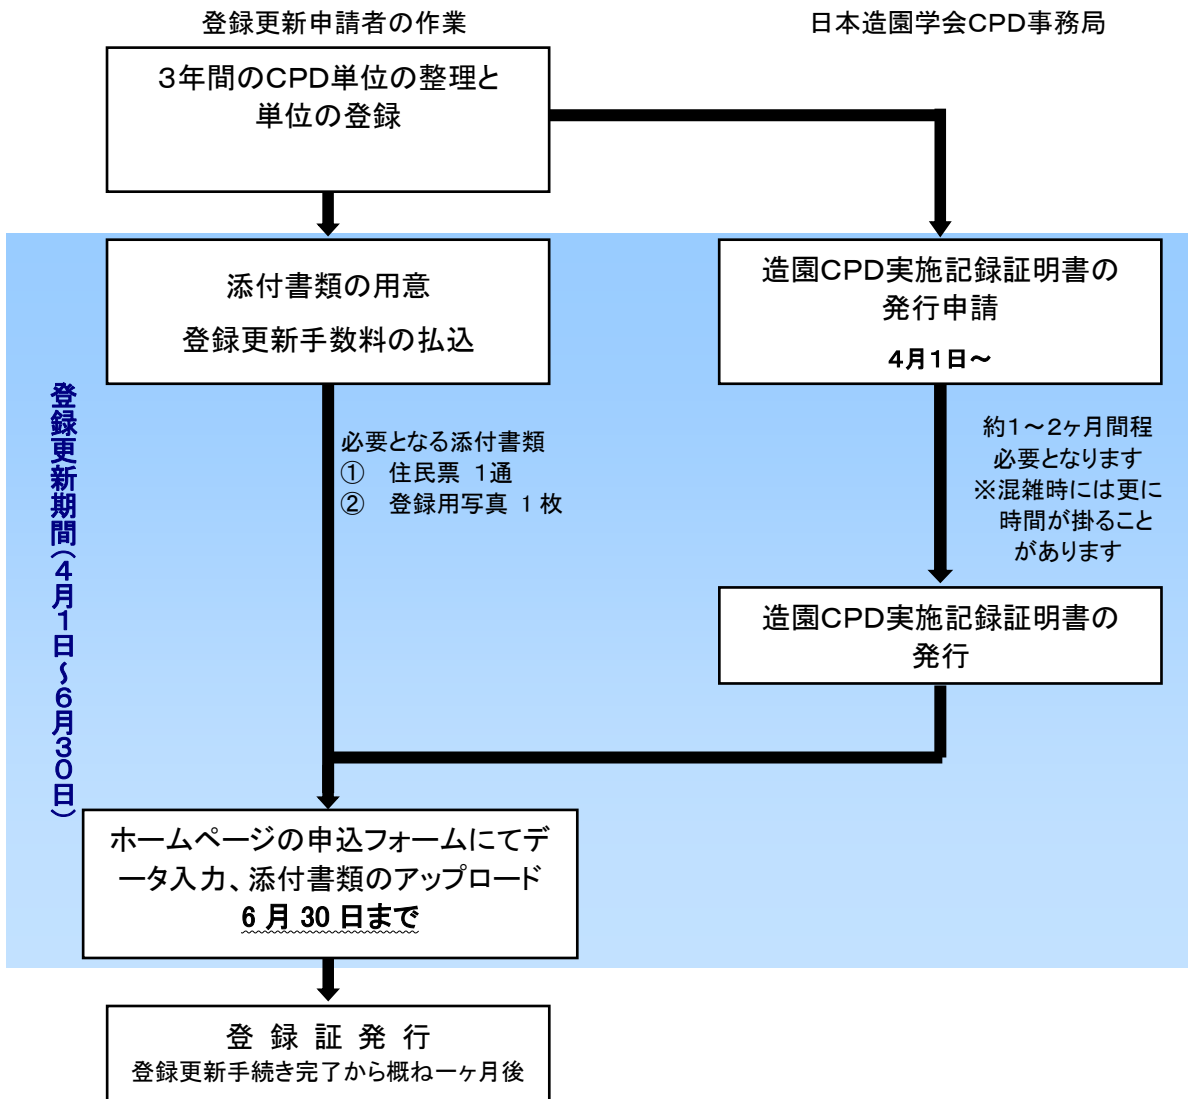 登録更新申請者の作業
日本造園学会CPD事務局
３年間のCPD単位の整理と
単位の登録
添付書類の用意
登録更新手数料の払込
造園CPD実施記録証明書の
発行申請
４月１日～
登録更新期間（４月１日～６月３０日）
必要となる添付書類
①　住民票 １通
②　登録用写真 １枚
約１～２ヶ月間程
必要となります
※混雑時には更に
時間が掛ること
があります
造園CPD実施記録証明書の
発行
ホームページの申込フォームにてデ
ータ入力、添付書類のアップロード
6 月 30 日まで
登 録 証 発 行
登録更新手続き完了から概ね一ヶ月後